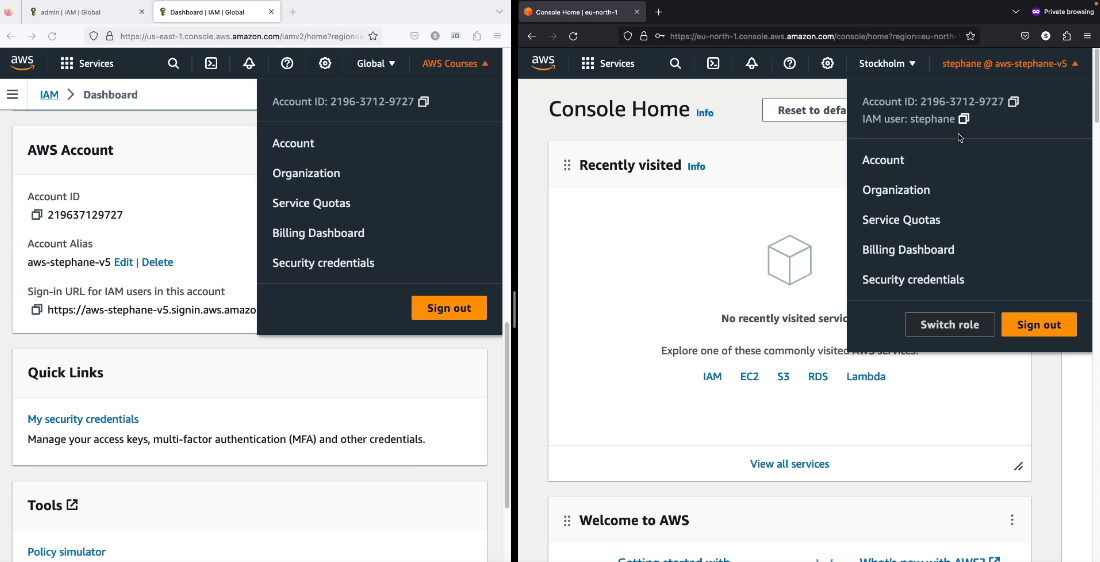 admin | IAM | Global
Dashboard | IAM | Global
https://us-east-1.console.aws.amazon.com/iamv2/home?region=
aws
Services
Global
AWS Courses
IAM
Dashboard
Account ID: 2196-3712-9727
Account
Organization
Service Quotas
Billing Dashboard
Security credentials
Sign out
AWS Account
Account ID
219637129727
Account Alias
aws-stephane-v5 Edit | Delete
Sign-in URL for IAM users in this account
https://aws-stephane-v5.signin.aws.amazo
Quick Links
My security credentials
Manage your access keys, multi-factor authentication (MFA) and other credentials.
Tools
Policy simulator
Console Home | eu-north-1
Private browsing
https://eu-north-1.console.aws.amazon.com/console/home?region=eu-north-
aws
Services
Stockholm
stephane @ aws-stephane-v5
Console Home Info
Reset to defa
Account ID: 2196-3712-9727
IAM user: stephane
Account
Organization
Service Quotas
Billing Dashboard
Security credentials
Switch role
Sign out
Recently visited Info
No recently visited servic
Explore one of these commonly visited AWS services.
IAM EC2 S3 RDS Lambda
View all services
Welcome to AWS
Getting started with
What's new with AWS?